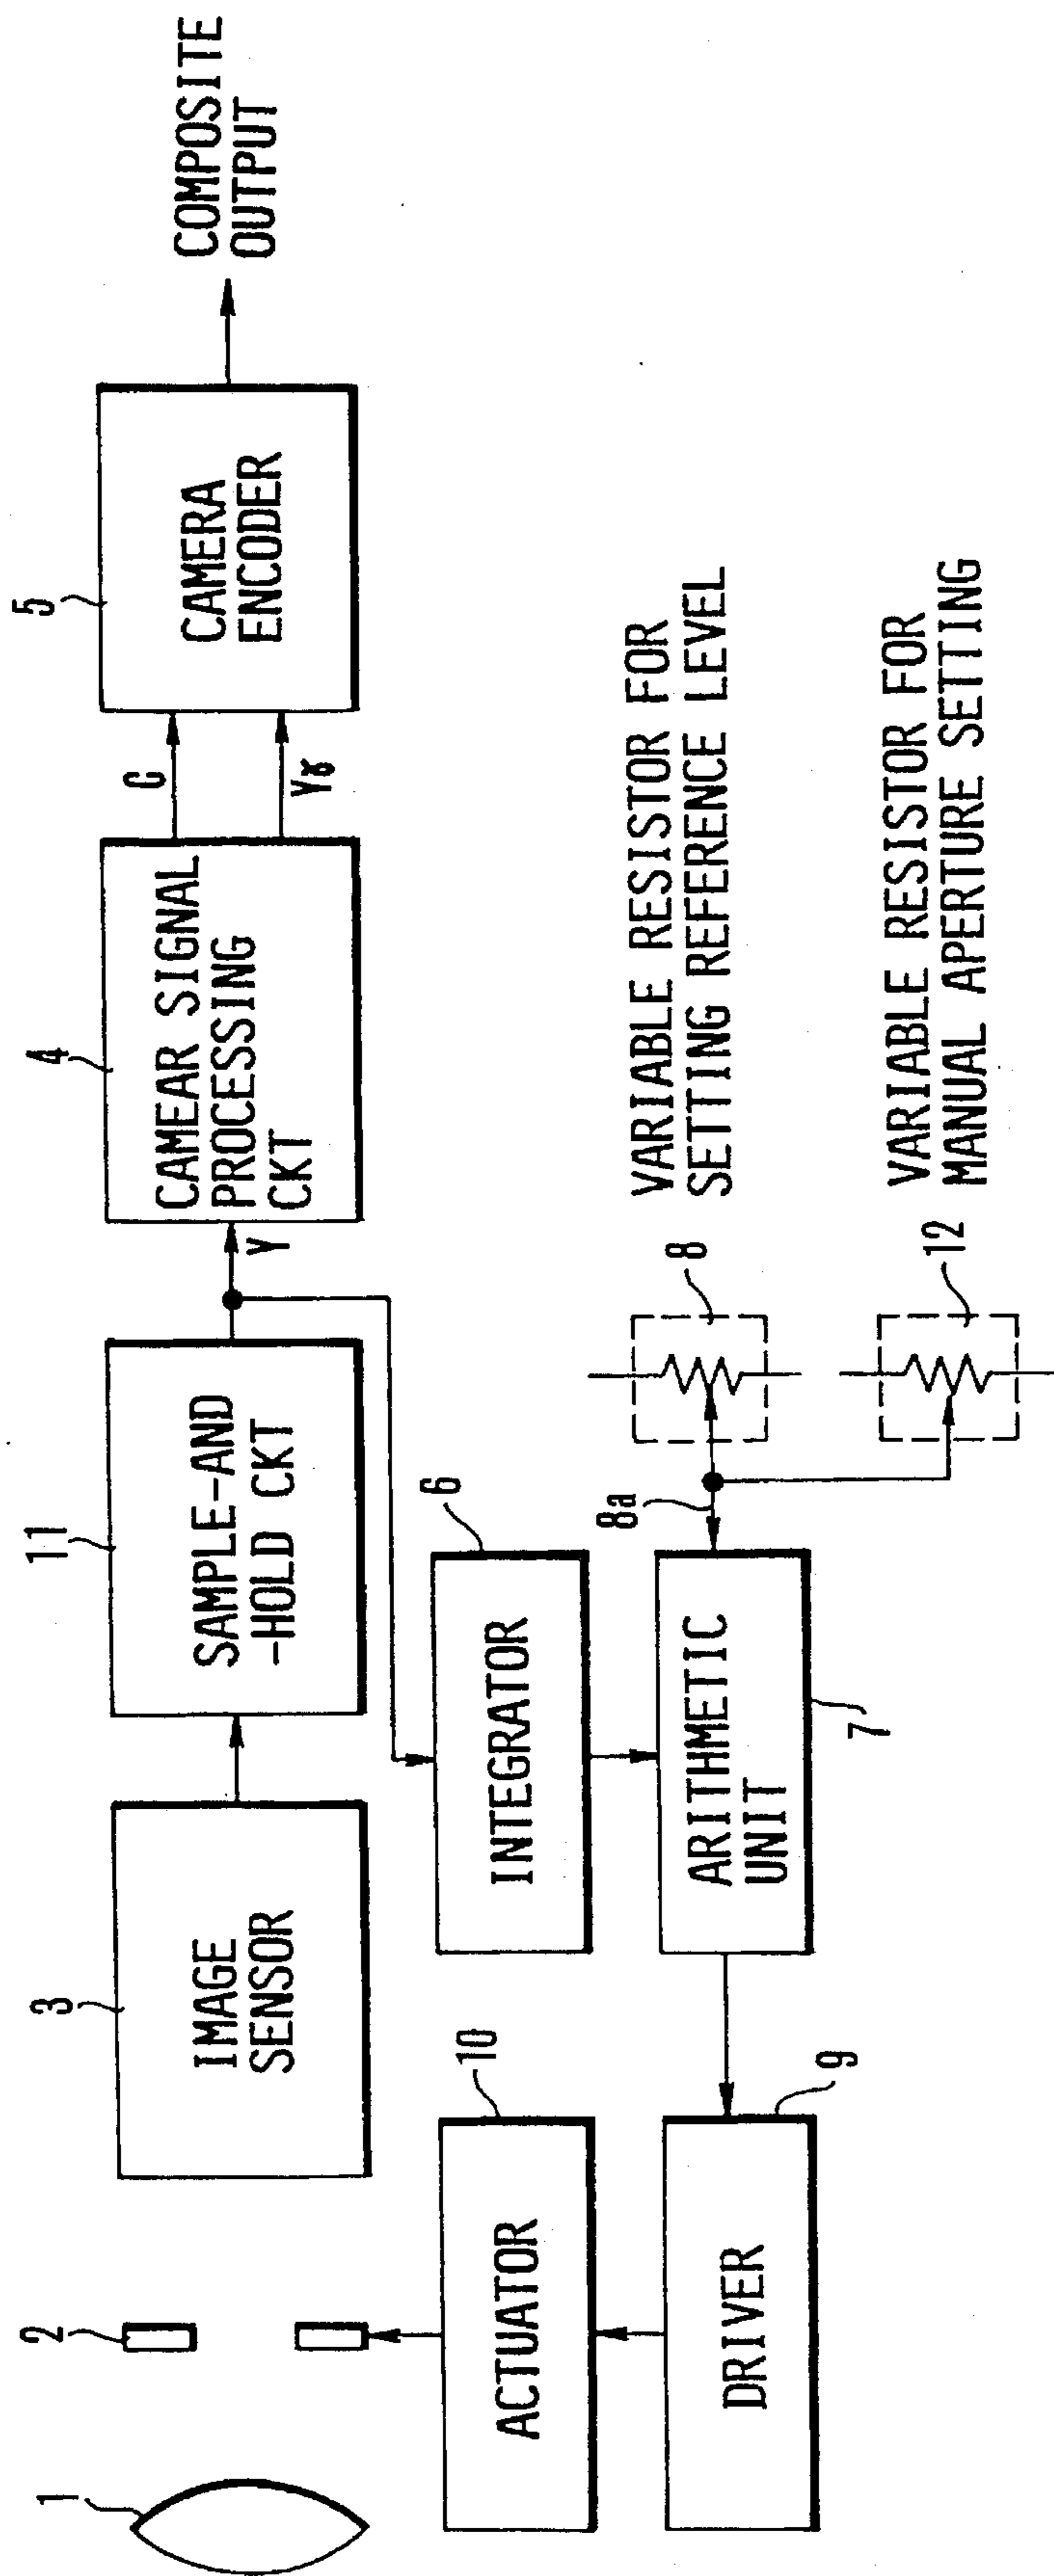 COMPOSITE
OUTPUT
5
CAMERA
ENCODER
C
Yγ
4
CAMEAR SIGNAL
PROCESSING
CKT
Y
11
SAMPLE-AND
-HOLD CKT
3
IMAGE
SENSOR
2
1
6
INTEGRATOR
8a
8
VARIABLE RESISTOR FOR
SETTING REFERENCE LEVEL
12
VARIABLE RESISTOR FOR
MANUAL APERTURE SETTING
ARITHMETIC
UNIT
7
10
ACTUATOR
9
DRIVER